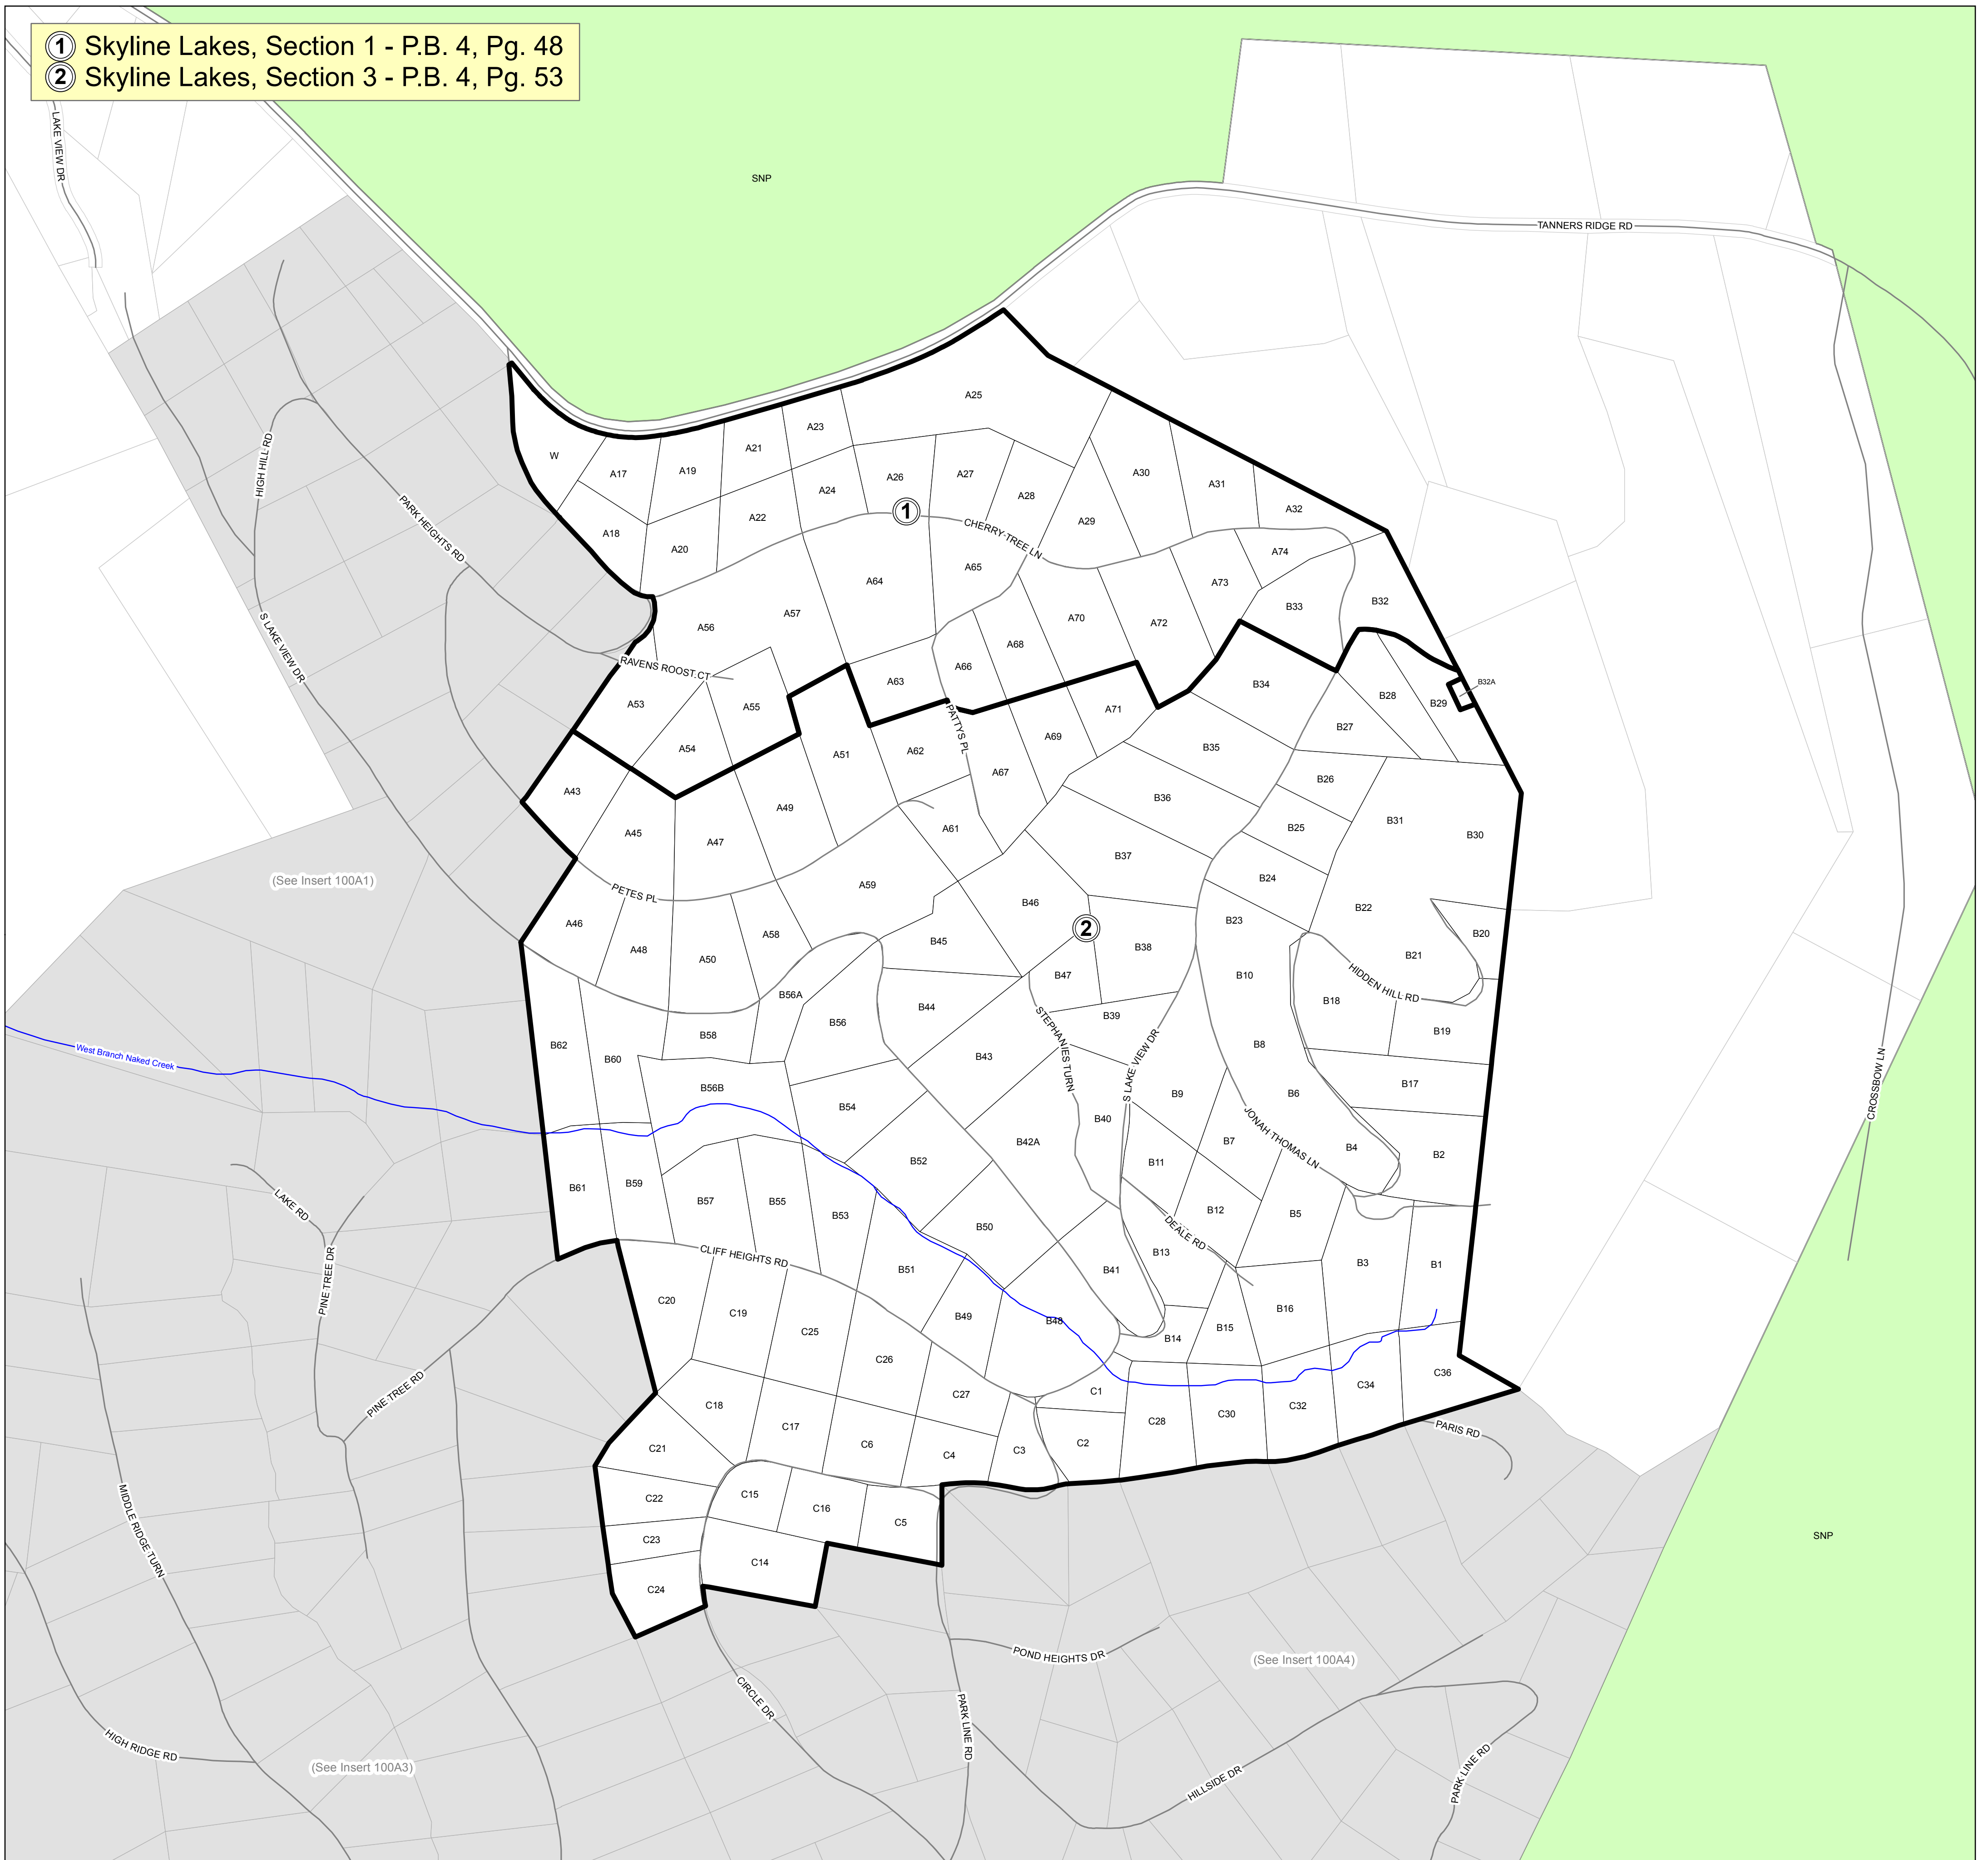 1 Skyline Lakes, Section 1 - P.B. 4, Pg. 48
2 Skyline Lakes, Section 3 - P.B. 4, Pg. 53
LAKE VIEW DR
SNP
TANNERS RIDGE RD
HIGH HILL RD
PARK HEIGHTS RD
S LAKE VIEW DR
A25
A23
A21
W
A17
A19
A18
A20
A22
A24
A26
A27
A28
A29
A30
A31
A32
1
CHERRY TREE LN
A74
A73
A64
A65
A57
A56
A70
A72
A68
A66
A63
B33
B32
RAVENS ROOST CT
A53
A54
A55
B34
B28
B29
B32A
B27
A71
A69
PATTYS PL
A62
A51
A67
B35
B26
A43
A45
A47
A49
A61
B36
B25
B31
B30
B37
B24
(See Insert 100A1)
PETES PL
A59
A46
A48
A50
A58
B46
B45
2
B38
B23
B22
B20
B21
B47
B10
HIDDEN HILL RD
B18
B19
B56A
B56
B44
B39
B58
B62
B60
B43
STEPHANIES TURN
S LAKE VIEW DR
B8
West Branch Naked Creek
B56B
B54
B9
B6
B17
CROSSBOW LN
B40
B42A
B7
JONAH THOMAS LN
B4
B2
B52
B11
B61
B59
B57
B55
B53
B50
B12
B5
DEALE RD
B13
LAKE RD
PINE TREE DR
CLIFF HEIGHTS RD
B51
B41
B3
B1
C20
C19
C25
B49
B48
B14
B15
B16
C26
C27
C1
C36
C34
C32
C30
C28
C2
C3
C4
C6
C17
C18
C21
PINE TREE RD
PARIS RD
C22
C15
C16
C5
C23
C14
C24
MIDDLE RIDGE TURN
SNP
POND HEIGHTS DR
(See Insert 100A4)
CIRCLE DR
PARK LINE RD
HIGH RIDGE RD
(See Insert 100A3)
HILLSIDE DR
PARK LINE RD